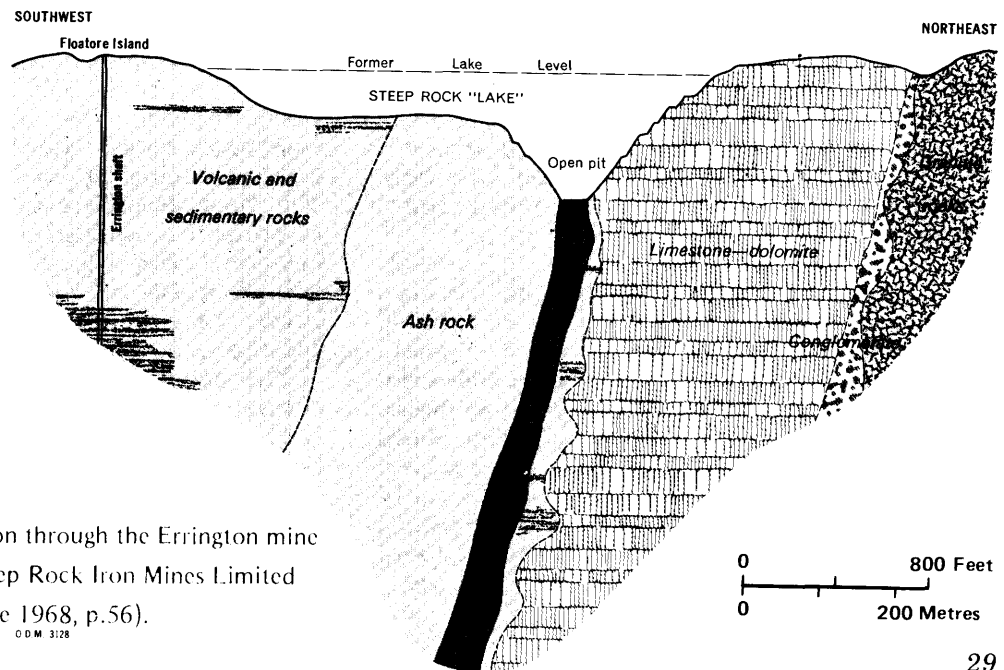 SOUTHWEST
NORTHEAST
Floatore Island
Former Lake Level
STEEP ROCK "LAKE"
Open pit
Errington shaft
Volcanic and
sedimentary rocks
Limestone—dolomite
Ash rock
on through the Errington mine
ep Rock Iron Mines Limited
e 1968, p.56).
O.D.M. 3128
0 800 Feet
0 200 Metres
29